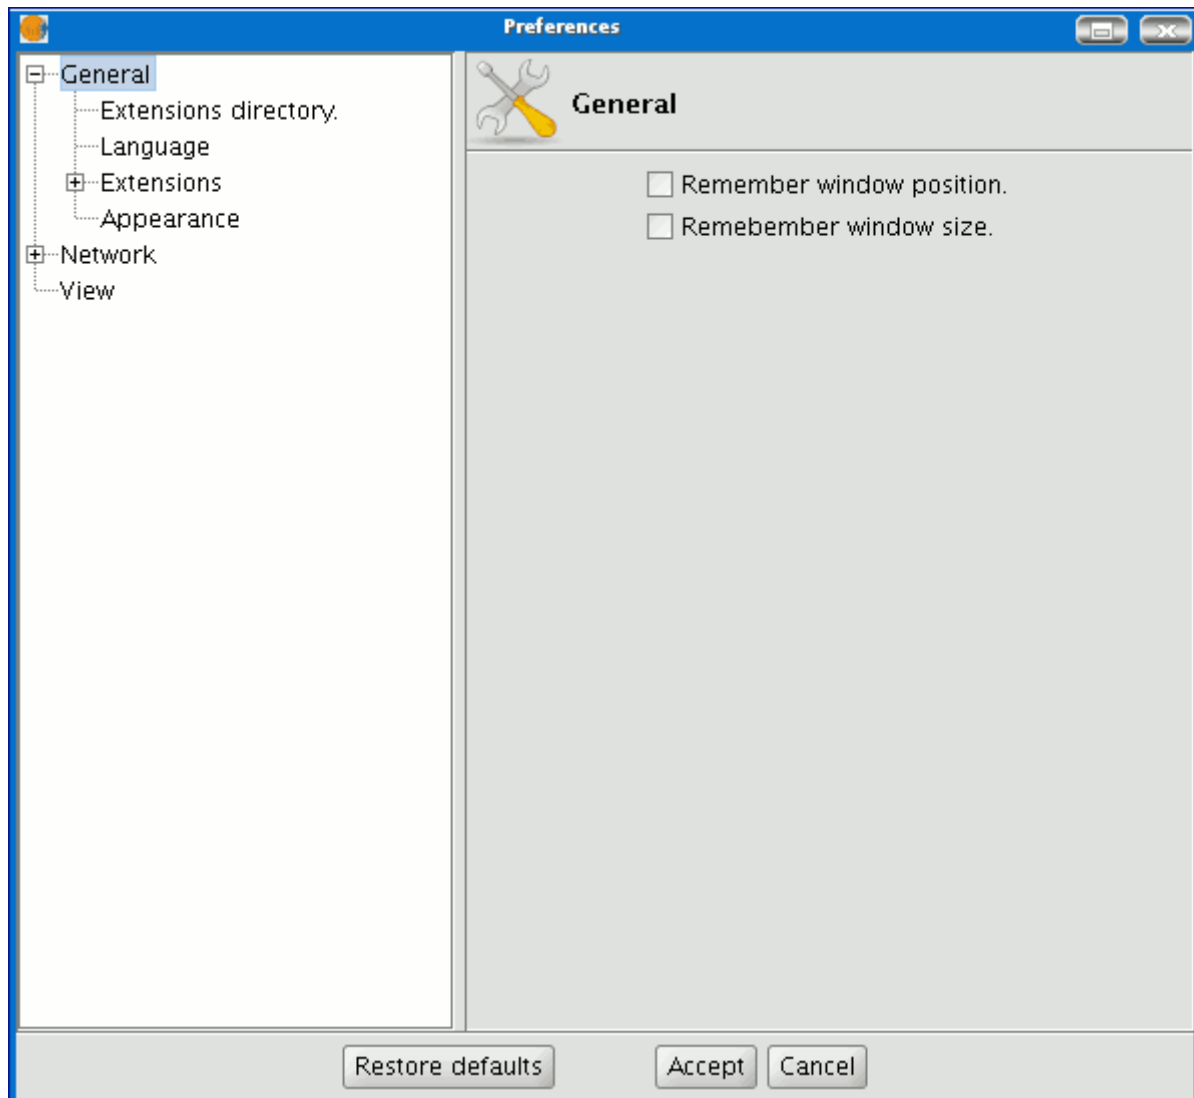 Preferences
General
Extensions directory.
Language
Extensions
Appearance
Network
View
General
Remember window position.
Remebember window size.
Restore defaults
Accept
Cancel